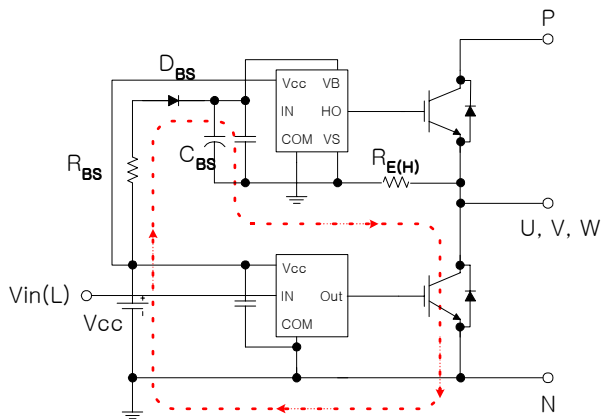 P
D_BS
Vcc VB
IN HO
COM VS
C_BS
R_BS
R_E(H)
U, V, W
Vin(L)
Vcc
+
-
Vcc
IN Out
COM
N